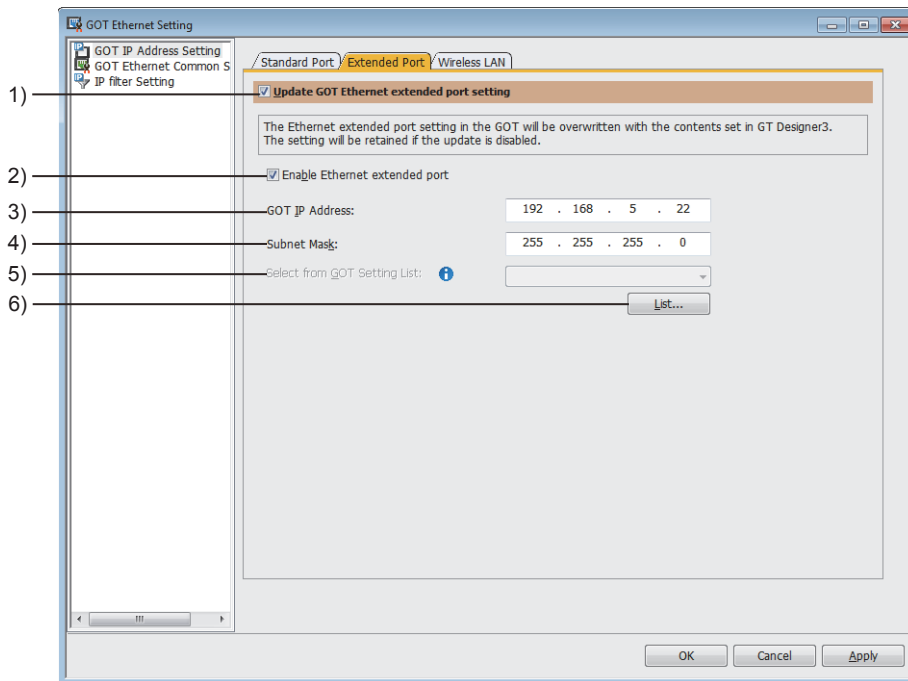 GOT Ethernet Setting
GOT IP Address Setting
GOT Ethernet Common S
IP filter Setting
Standard Port Extended Port Wireless LAN
1) Update GOT Ethernet extended port setting
The Ethernet extended port setting in the GOT will be overwritten with the contents set in GT Designer3.
The setting will be retained if the update is disabled.
2) Enable Ethernet extended port
3) GOT IP Address: 192 . 168 . 5 . 22
4) Subnet Mask: 255 . 255 . 255 . 0
5) Select from GOT Setting List:
6) List...
OK Cancel Apply